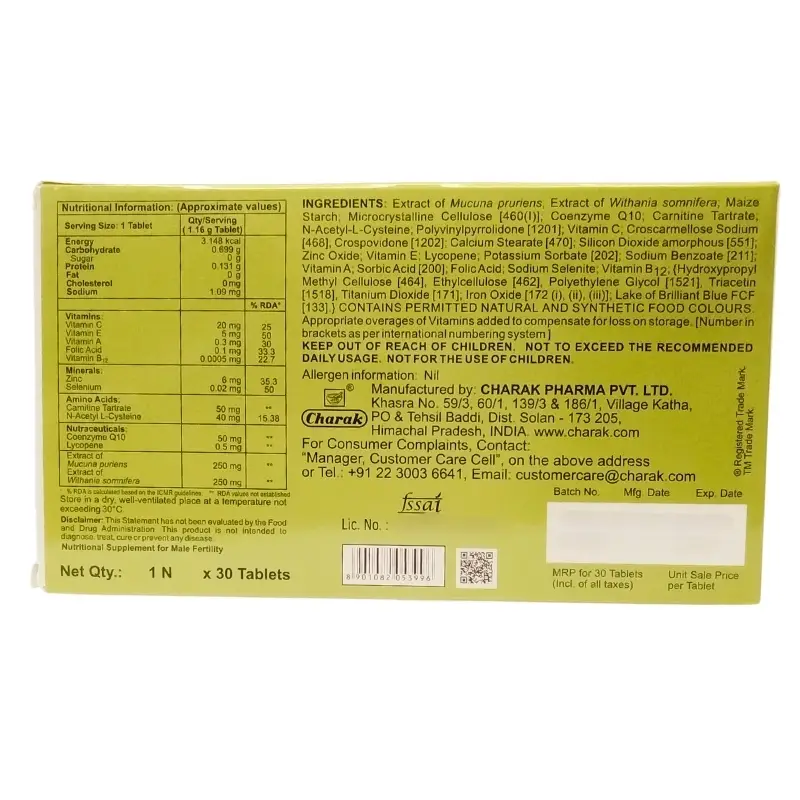 Nutritional Information: (Approximate values)
Serving Size: 1 Tablet
Qty/Serving
( 1.16 g Tablet)
Energy 3.148 kcal
Carbohydrate 0.699 g
Sugar 0 g
Protein 0.131 g
Fat 0 g
Cholesterol 0mg
Sodium 1.09 mg
% RDA*
Vitamins:
Vitamin C 20 mg 25
Vitamin E 5 mg 50
Vitamin A 0.3 mg 30
Folic Acid 0.1 mg 33.3
Vitamin B12 0.0005 mg 22.7
Minerals:
Zinc 6 mg 35.3
Selenium 0.02 mg 50
Amino Acids:
Carnitine Tartrate 50 mg **
N-Acetyl L-Cysteine 40 mg 15.38
Nutraceuticals:
Coenzyme Q10 50 mg **
Lycopene 0.5 mg **
Extract of
Mucuna puriens 250 mg **
Extract of
Withania somnifera 250 mg **
* % RDA is calculated based on the ICMR guidelines ** RDA values not established
Store in a dry, well-ventilated place at a temperature not
exceeding 30°C.
Disclaimer: This Statement has not been evaluated by the Food
and Drug Administration. This product is not intended to
diagnose, treat, cure or prevent any disease.
Nutritional Supplement for Male Fertility
Net Qty.: 1 N x 30 Tablets
INGREDIENTS: Extract of Mucuna pruriens, Extract of Withania somnifera; Maize
Starch; Microcrystalline Cellulose [460(I)], Coenzyme Q10, Carnitine Tartrate;
N-Acetyl-L-Cysteine; Polyvinylpyrrolidone [1201]; Vitamin C, Croscarmellose Sodium
[468], Crospovidone [1202]; Calcium Stearate [470]; Silicon Dioxide amorphous [551];
Zinc Oxide; Vitamin E; Lycopene; Potassium Sorbate [202]; Sodium Benzoate [211];
Vitamin A; Sorbic Acid [200]; Folic Acid; Sodium Selenite; Vitamin B12; {Hydroxypropyl
Methyl Cellulose [464], Ethylcellulose [462], Polyethylene Glycol [1521], Triacetin
[1518], Titanium Dioxide [171]; Iron Oxide [172 (i), (ii), (iii)]; Lake of Brilliant Blue FCF
[133].} CONTAINS PERMITTED NATURAL AND SYNTHETIC FOOD COLOURS.
Appropriate overages of Vitamins added to compensate for loss on storage. [Number in
brackets as per international numbering system]
KEEP OUT OF REACH OF CHILDREN. NOT TO EXCEED THE RECOMMENDED
DAILY USAGE. NOT FOR THE USE OF CHILDREN.
Allergen information: Nil
®
Charak
Manufactured by: CHARAK PHARMA PVT. LTD.
Khasra No. 59/3, 60/1, 139/3 & 186/1, Village Katha,
PO & Tehsil Baddi, Dist. Solan - 173 205,
Himachal Pradesh, INDIA. www.charak.com
For Consumer Complaints, Contact:
"Manager, Customer Care Cell", on the above address
or Tel.: +91 22 3003 6641, Email: customercare@charak.com
® Registered Trade Mark.
TM Trade Mark.
fssai
Lic. No. :
8 901082 053996
Batch No. Mfg. Date Exp. Date
MRP for 30 Tablets
(Incl. of all taxes)
Unit Sale Price
per Tablet